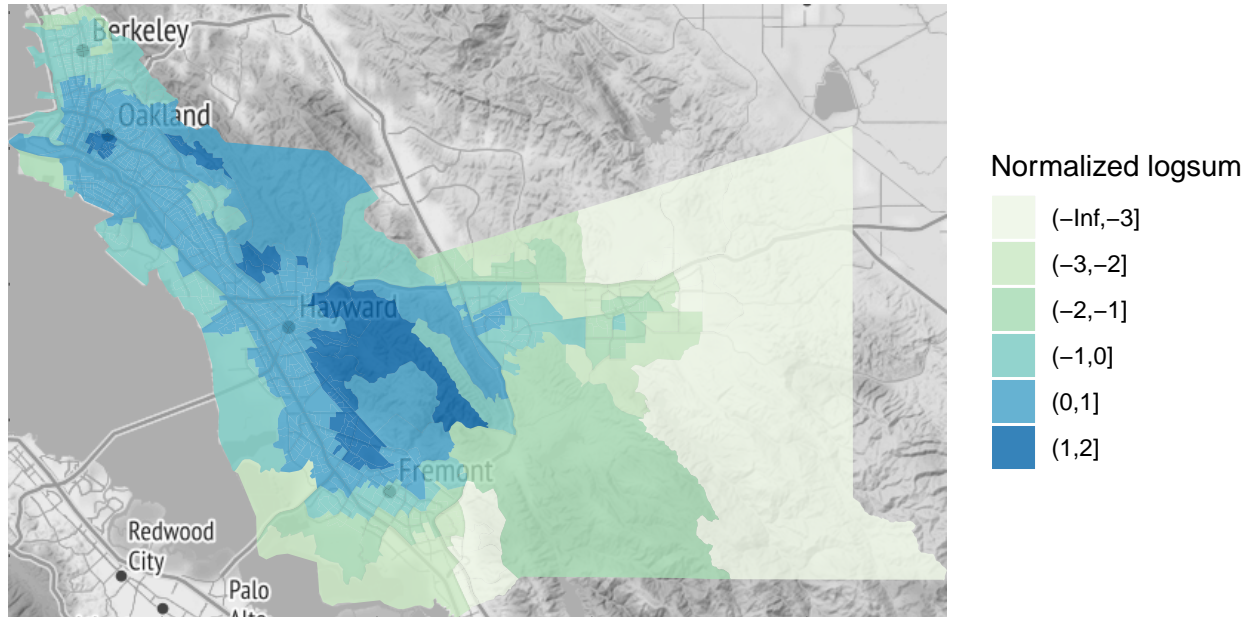 Berkeley
Oakland
Hayward
Fremont
Redwood
City
Palo
Alto
Normalized logsum
(−Inf,−3]
(−3,−2]
(−2,−1]
(−1,0]
(0,1]
(1,2]